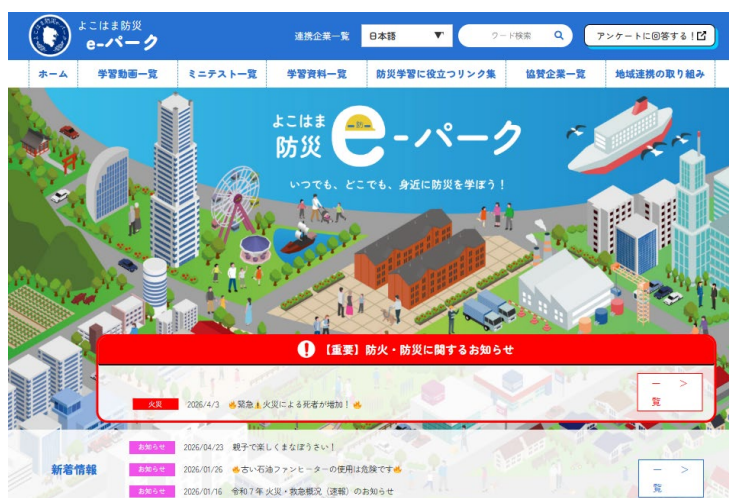 よこはま防災
e-パーク
連携企業一覧
日本語
ワード検索
アンケートに回答する!
ホーム
学習動画一覧
ミニテスト一覧
学習資料一覧
防災学習に役立つリンク集
協賛企業一覧
地域連携の取り組み
よこはま
防災
防
e-パーク
いつでも、どこでも、身近に防災を学ぼう!
【重要】防火・防災に関するお知らせ
火災 2026/4/3 🔥緊急⚠火災による死者が増加!🔥
一覧 >
新着情報
お知らせ 2026/04/23 親子で楽しくまなぼうさい!
お知らせ 2026/01/26 🔥古い石油ファンヒーターの使用は危険です🔥
お知らせ 2026/01/16 令和7年 火災・救急概況(速報)のお知らせ
一覧 >